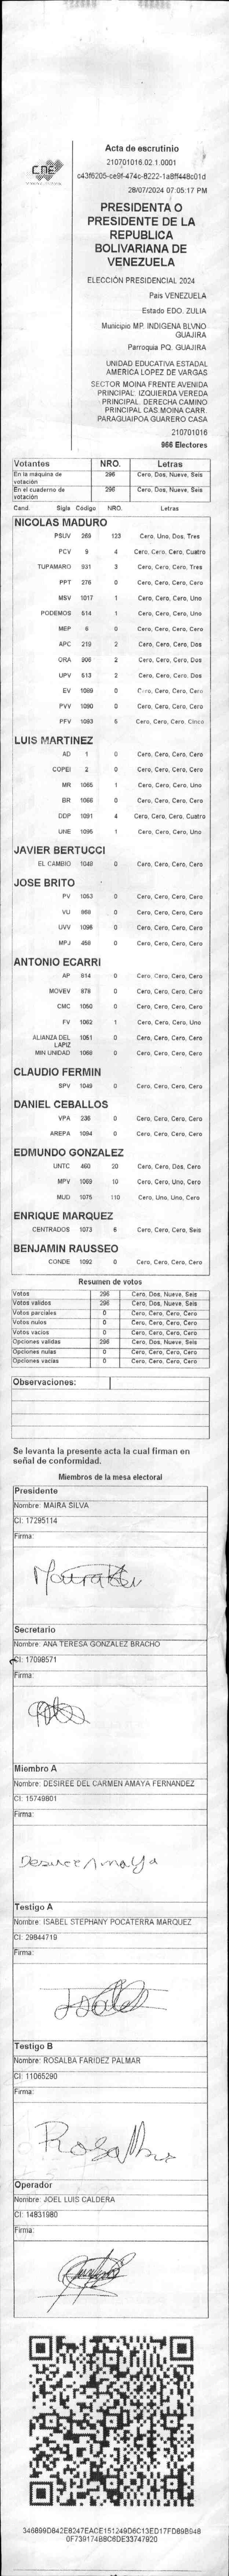 CNE
Acta de escrutinio
210701016.02.1.0001
c43f6205-ce9f-474c-8222-1a8ff448c01d
28/07/2024 07:05:17 PM
PRESIDENTA O
PRESIDENTE DE LA
REPUBLICA
BOLIVARIANA DE
VENEZUELA
ELECCIÓN PRESIDENCIAL 2024
Pais VENEZUELA
Estado EDO. ZULIA
Municipio MP. INDIGENA BLVNO
GUAJIRA
Parroquia PQ. GUAJIRA
UNIDAD EDUCATIVA ESTADAL
AMERICA LOPEZ DE VARGAS
SECTOR MOINA FRENTE AVENIDA
PRINCIPAL. IZQUIERDA VEREDA
PRINCIPAL. DERECHA CAMINO
PRINCIPAL CAS MOINA CARR.
PARAGUAIPOA GUARERO CASA
210701016
966 Electores
Votantes NRO. Letras
En la máquina de votación 296 Cero, Dos, Nueve, Seis
En el cuaderno de votación 296 Cero, Dos, Nueve, Seis
Cand. Sigla Codigo NRO. Letras
NICOLAS MADURO
PSUV 269 123 Cero, Uno, Dos, Tres
PCV 9 4 Cero, Cero, Cero, Cuatro
TUPAMARO 931 3 Cero, Cero, Cero, Tres
PPT 276 0 Cero, Cero, Cero, Cero
MSV 1017 1 Cero, Cero, Cero, Uno
PODEMOS 514 1 Cero, Cero, Cero, Uno
MEP 6 0 Cero, Cero, Cero, Cero
APC 219 2 Cero, Cero, Cero, Dos
ORA 906 2 Cero, Cero, Cero, Dos
UPV 613 2 Cero, Cero, Cero, Dos
EV 1089 0 Cero, Cero, Cero, Cero
PVV 1090 0 Cero, Cero, Cero, Cero
PFV 1093 5 Cero, Cero, Cero, Cinco
LUIS MARTINEZ
AD 1 0 Cero, Cero, Cero, Cero
COPEI 2 0 Cero, Cero, Cero, Cero
MR 1065 1 Cero, Cero, Cero, Uno
BR 1066 0 Cero, Cero, Cero, Cero
DDP 1091 4 Cero, Cero, Cero, Cuatro
UNE 1095 1 Cero, Cero, Cero, Uno
JAVIER BERTUCCI
EL CAMBIO 1048 0 Cero, Cero, Cero, Cero
JOSE BRITO
PV 1053 0 Cero, Cero, Cero, Cero
VU 968 0 Cero, Cero, Cero, Cero
UVV 1096 0 Cero, Cero, Cero, Cero
MPJ 458 0 Cero, Cero, Cero, Cero
ANTONIO ECARRI
AP 814 0 Cero, Cero, Cero, Cero
MOVEV 878 0 Cero, Cero, Cero, Cero
CMC 1050 0 Cero, Cero, Cero, Cero
FV 1062 1 Cero, Cero, Cero, Uno
ALIANZA DEL LAPIZ 1051 0 Cero, Cero, Cero, Cero
MIN UNIDAD 1068 0 Cero, Cero, Cero, Cero
CLAUDIO FERMIN
SPV 1049 0 Cero, Cero, Cero, Cero
DANIEL CEBALLOS
VPA 236 0 Cero, Cero, Cero, Cero
AREPA 1094 0 Cero, Cero, Cero, Cero
EDMUNDO GONZALEZ
UNTC 460 20 Cero, Cero, Dos, Cero
MPV 1069 10 Cero, Cero, Uno, Cero
MUD 1075 110 Cero, Uno, Uno, Cero
ENRIQUE MARQUEZ
CENTRADOS 1073 6 Cero, Cero, Cero, Seis
BENJAMIN RAUSSEO
CONDE 1092 0 Cero, Cero, Cero, Cero
Resumen de votos
Votos 296 Cero, Dos, Nueve, Seis
Votos validos 296 Cero, Dos, Nueve, Seis
Votos parciales 0 Cero, Cero, Cero, Cero
Votos nulos 0 Cero, Cero, Cero, Cero
Votos vacios 0 Cero, Cero, Cero, Cero
Opciones validas 296 Cero, Dos, Nueve, Seis
Opciones nulas 0 Cero, Cero, Cero, Cero
Opciones vacias 0 Cero, Cero, Cero, Cero
Observaciones:
Se levanta la presente acta la cual firman en
señal de conformidad.
Miembros de la mesa electoral
Presidente
Nombre: MAIRA SILVA
CI: 17295114
Firma:
Secretario
Nombre: ANA TERESA GONZALEZ BRACHO
CI: 17098571
Firma:
Miembro A
Nombre: DESIREE DEL CARMEN AMAYA FERNANDEZ
CI: 15749801
Firma:
Desiree Amaya
Testigo A
Nombre: ISABEL STEPHANY POCATERRA MARQUEZ
CI: 29844719
Firma:
Testigo B
Nombre: ROSALBA FARIDEZ PALMAR
CI: 11065290
Firma:
Rosalba
Operador
Nombre: JOEL LUIS CALDERA
CI: 14831980
Firma:
346899D842E8247EACE151249D6C13ED17FD89B948
0F73917488C6DE33747920